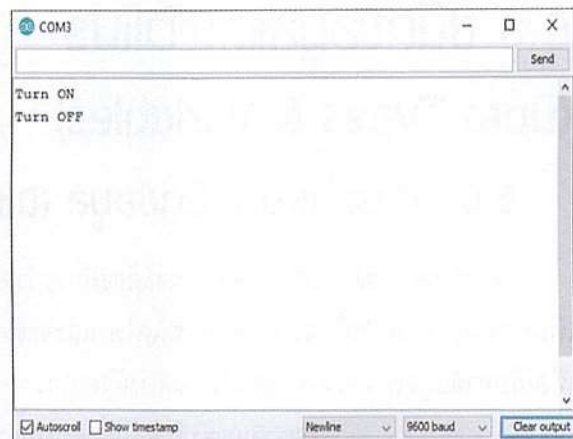 COM3
Send
Turn ON
Turn OFF
Autoscroll Show timestamp Newline 9600 baud Clear output